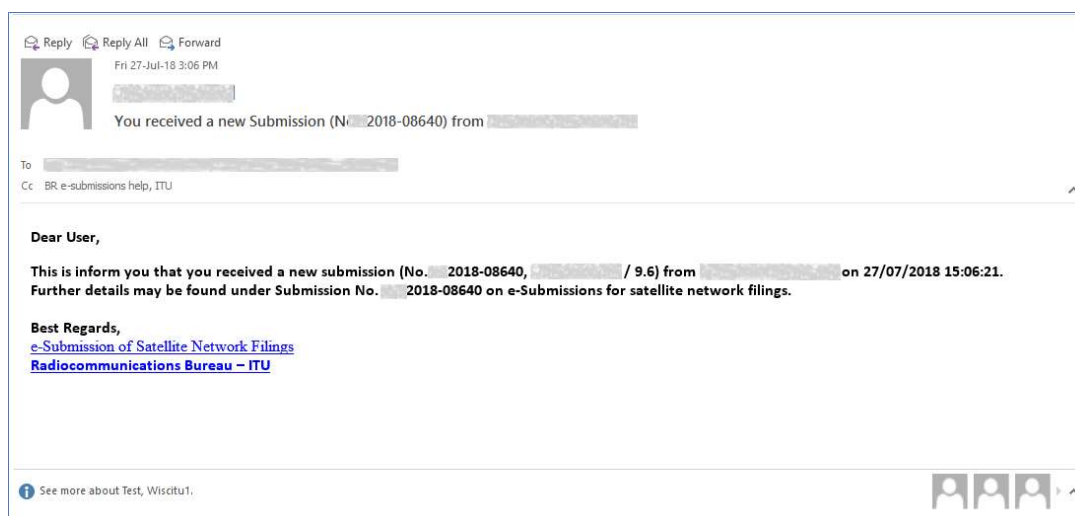 Reply Reply All Forward
Fri 27-Jul-18 3:06 PM
You received a new Submission (N 2018-08640) from
To
Cc BR e-submissions help, ITU
Dear User,
This is inform you that you received a new submission (No. 2018-08640, / 9.6) from on 27/07/2018 15:06:21.
Further details may be found under Submission No. 2018-08640 on e-Submissions for satellite network filings.
Best Regards,
e-Submission of Satellite Network Filings
Radiocommunications Bureau – ITU
See more about Test, Wiscitu1.